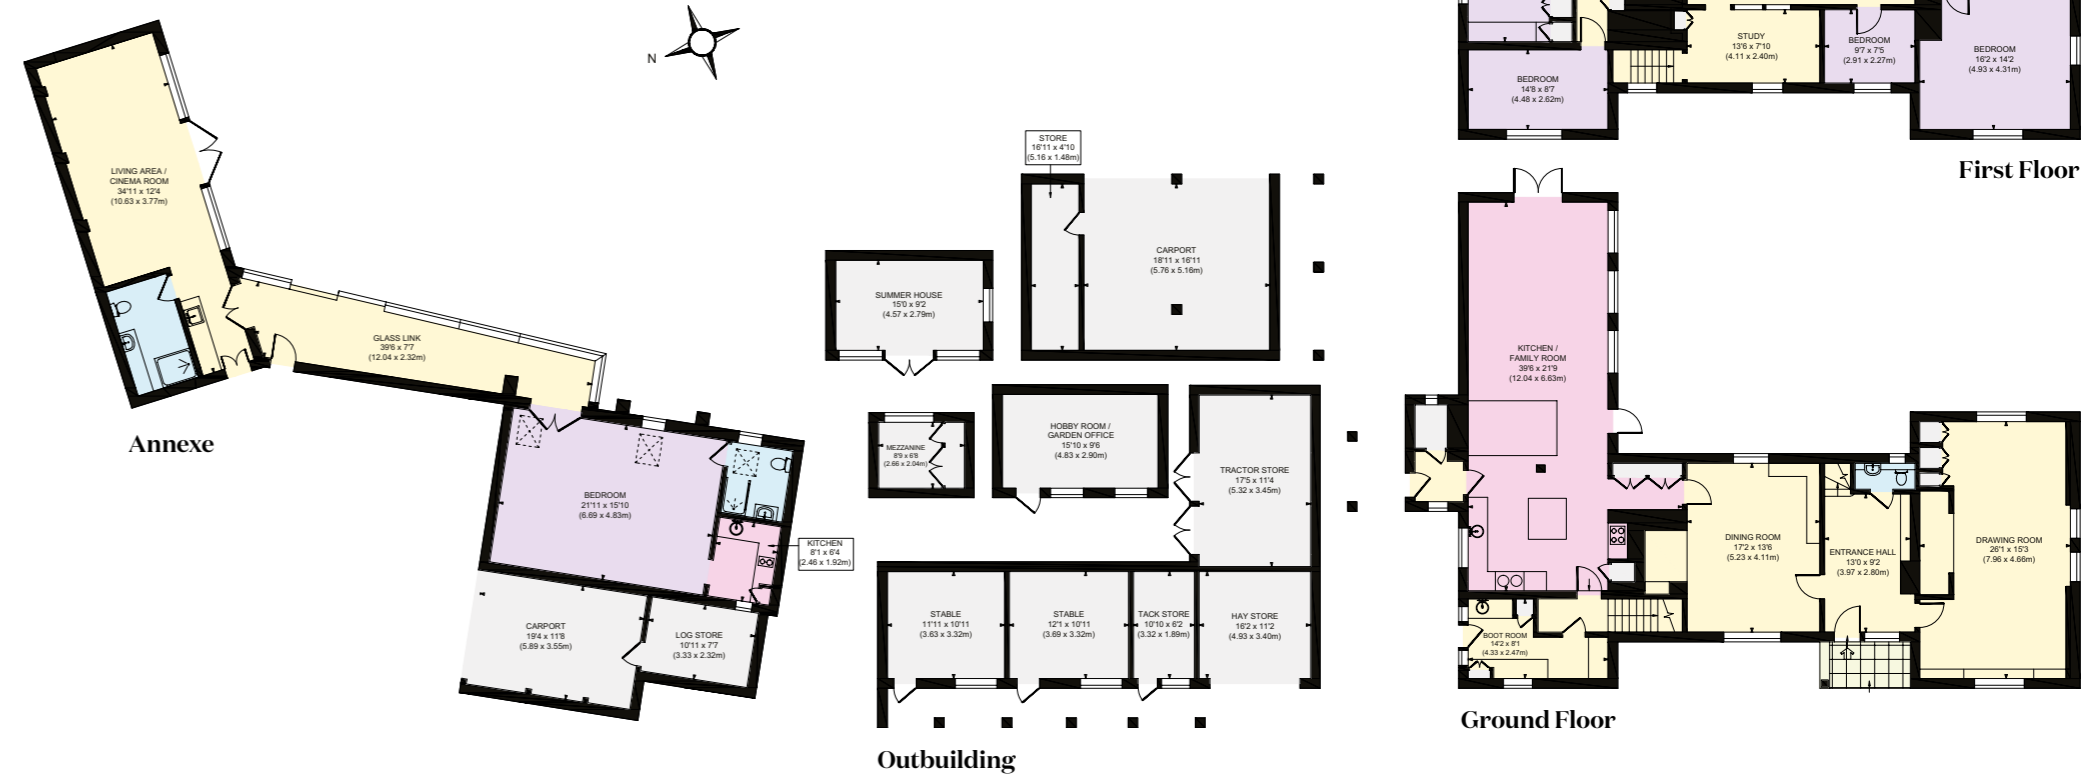 N
LIVING AREA /
CINEMA ROOM
34'11 x 12'4
(10.63 x 3.77m)
GLASS LINK
39'6 x 7'7
(12.04 x 2.32m)
Annexe
BEDROOM
21'11 x 15'10
(6.69 x 4.83m)
KITCHEN
8'1 x 6'4
(2.46 x 1.92m)
CARPORT
19'4 x 11'8
(5.89 x 3.55m)
LOG STORE
10'11 x 7'7
(3.33 x 2.32m)
STORE
16'11 x 4'10
(5.16 x 1.48m)
CARPORT
18'11 x 16'11
(5.76 x 5.16m)
SUMMER HOUSE
15'0 x 9'2
(4.57 x 2.79m)
MEZZANINE
8'9 x 6'8
(2.66 x 2.04m)
HOBBY ROOM /
GARDEN OFFICE
15'10 x 9'6
(4.83 x 2.90m)
TRACTOR STORE
17'5 x 11'4
(5.32 x 3.45m)
STABLE
11'11 x 10'11
(3.63 x 3.32m)
STABLE
12'1 x 10'11
(3.69 x 3.32m)
TACK STORE
10'10 x 6'2
(3.32 x 1.89m)
HAY STORE
16'2 x 11'2
(4.93 x 3.40m)
Outbuilding
BEDROOM
14'8 x 8'7
(4.48 x 2.62m)
STUDY
13'6 x 7'10
(4.11 x 2.40m)
BEDROOM
9'7 x 7'5
(2.91 x 2.27m)
BEDROOM
16'2 x 14'2
(4.93 x 4.31m)
First Floor
KITCHEN /
FAMILY ROOM
39'6 x 21'9
(12.04 x 6.63m)
DINING ROOM
17'2 x 13'6
(5.23 x 4.11m)
ENTRANCE HALL
13'0 x 9'2
(3.97 x 2.80m)
DRAWING ROOM
26'1 x 15'3
(7.96 x 4.66m)
BOOT ROOM
14'2 x 8'1
(4.33 x 2.47m)
Ground Floor